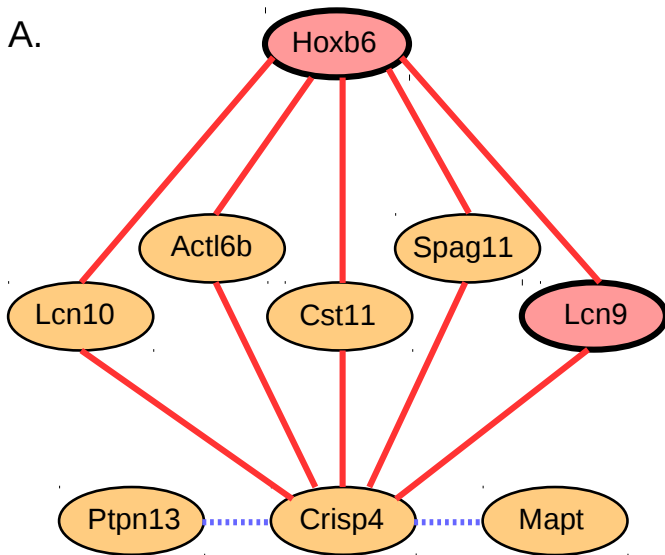 A.
Hoxb6
Actl6b
Spag11
Lcn10
Cst11
Lcn9
Ptpn13
Crisp4
Mapt